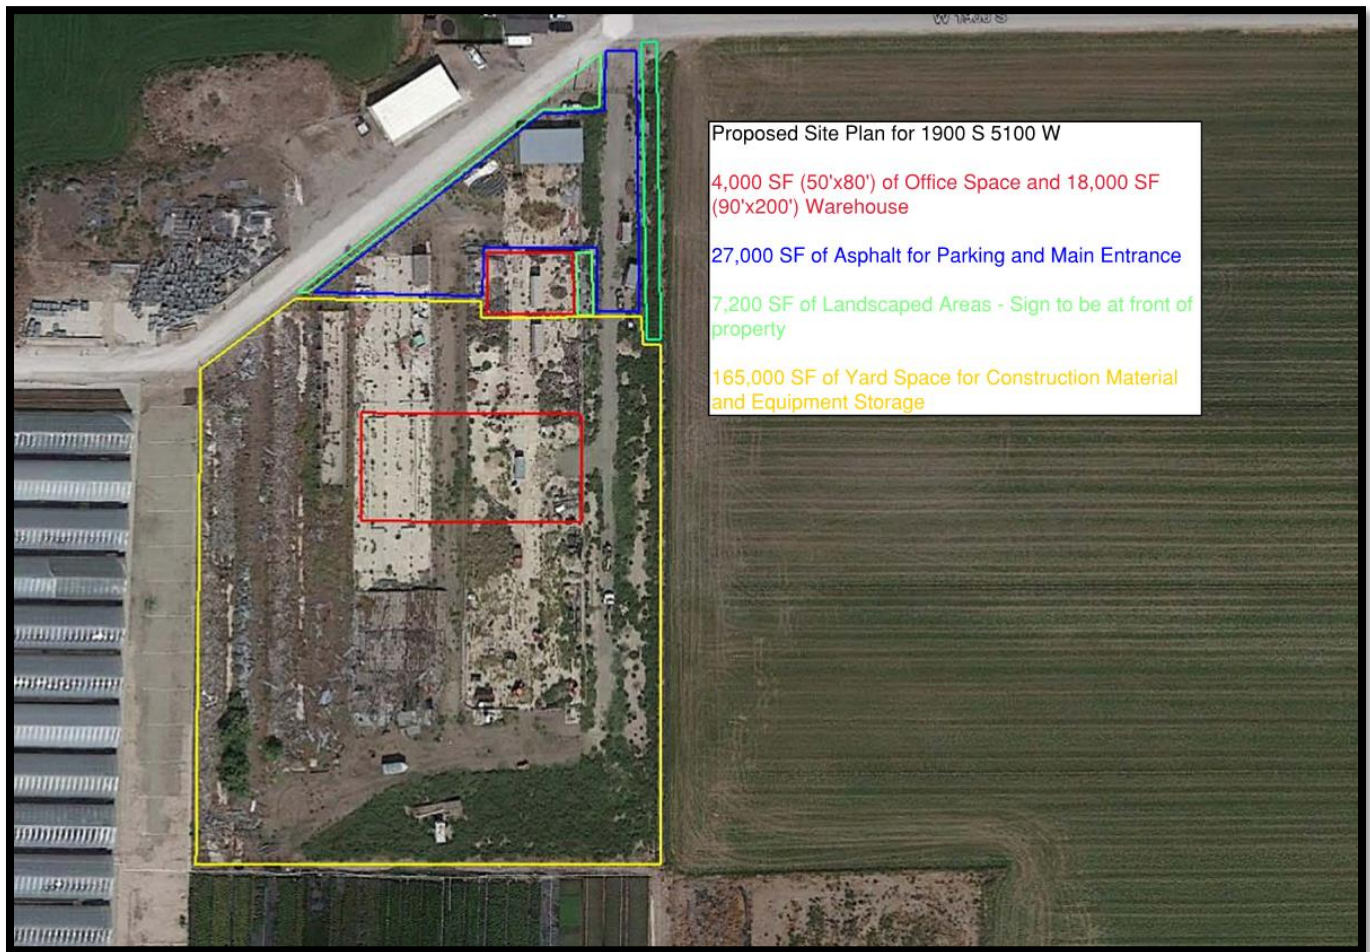 W 1900 S
Proposed Site Plan for 1900 S 5100 W
4,000 SF (50'x80') of Office Space and 18,000 SF
(90'x200') Warehouse
27,000 SF of Asphalt for Parking and Main Entrance
7,200 SF of Landscaped Areas - Sign to be at front of
property
165,000 SF of Yard Space for Construction Material
and Equipment Storage